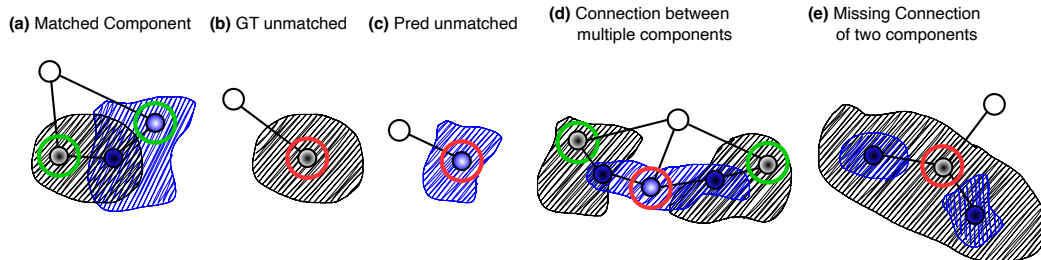 (a) Matched Component
(b) GT unmatched
(c) Pred unmatched
(d) Connection between
multiple components
(e) Missing Connection
of two components